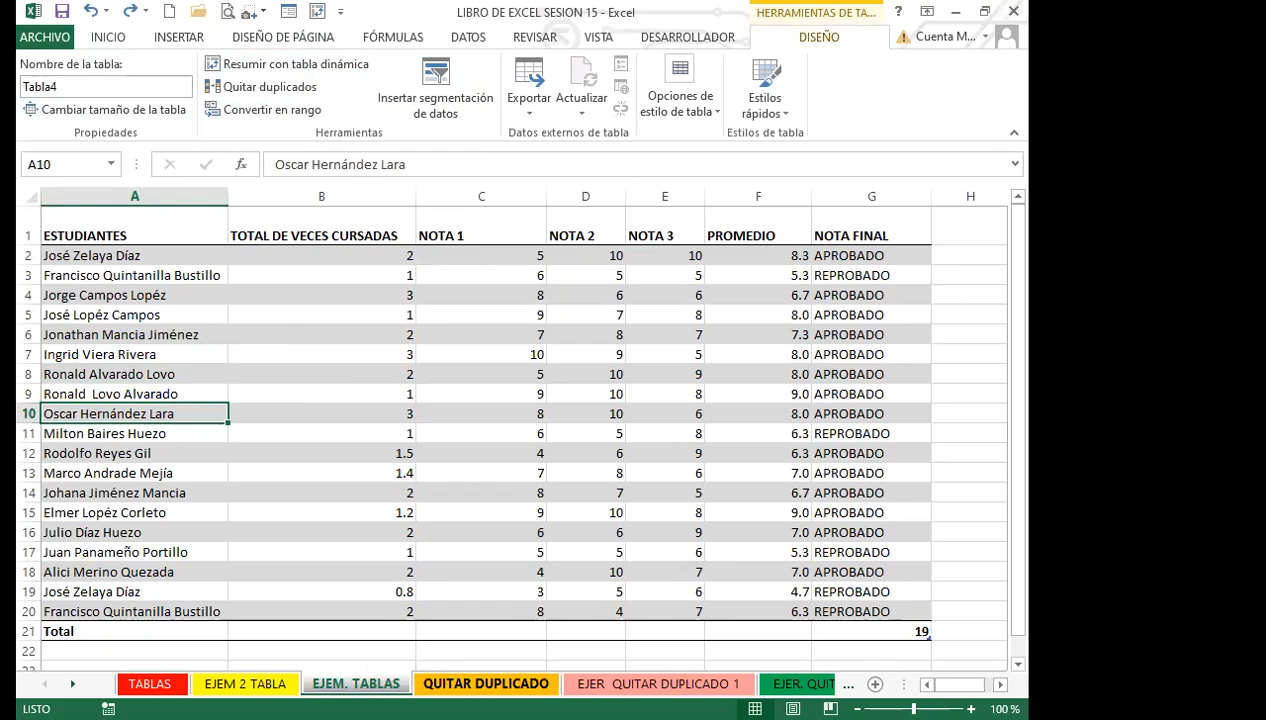 LIBRO DE EXCEL SESION 15 - Excel
HERRAMIENTAS DE TA...
?
ARCHIVO INICIO INSERTAR DISEÑO DE PÁGINA FÓRMULAS DATOS REVISAR VISTA DESARROLLADOR DISEÑO Cuenta M...
Nombre de la tabla:
Tabla4
Cambiar tamaño de la tabla
Propiedades
Resumir con tabla dinámica
Quitar duplicados
Convertir en rango
Insertar segmentación
de datos
Herramientas
Exportar Actualizar
Datos externos de tabla
Opciones de
estilo de tabla
Estilos
rápidos
Estilos de tabla
A10 fx Oscar Hernández Lara
A B C D E F G H
1 ESTUDIANTES TOTAL DE VECES CURSADAS NOTA 1 NOTA 2 NOTA 3 PROMEDIO NOTA FINAL
2 José Zelaya Díaz 2 5 10 10 8.3 APROBADO
3 Francisco Quintanilla Bustillo 1 6 5 5 5.3 REPROBADO
4 Jorge Campos Lopéz 3 8 6 6 6.7 APROBADO
5 José Lopéz Campos 1 9 7 8 8.0 APROBADO
6 Jonathan Mancia Jiménez 2 7 8 7 7.3 APROBADO
7 Ingrid Viera Rivera 3 10 9 5 8.0 APROBADO
8 Ronald Alvarado Lovo 2 5 10 9 8.0 APROBADO
9 Ronald  Lovo Alvarado 1 9 10 8 9.0 APROBADO
10 Oscar Hernández Lara 3 8 10 6 8.0 APROBADO
11 Milton Baires Huezo 1 6 5 8 6.3 REPROBADO
12 Rodolfo Reyes Gil 1.5 4 6 9 6.3 APROBADO
13 Marco Andrade Mejía 1.4 7 8 6 7.0 APROBADO
14 Johana Jiménez Mancia 2 8 7 5 6.7 APROBADO
15 Elmer Lopéz Corleto 1.2 9 10 8 9.0 APROBADO
16 Julio Díaz Huezo 2 6 6 9 7.0 APROBADO
17 Juan Panameño Portillo 1 5 5 6 5.3 REPROBADO
18 Alici Merino Quezada 2 4 10 7 7.0 APROBADO
19 José Zelaya Díaz 0.8 3 5 6 4.7 REPROBADO
20 Francisco Quintanilla Bustillo 2 8 4 7 6.3 REPROBADO
21 Total 19
22
TABLAS EJEM 2 TABLA EJEM. TABLAS QUITAR DUPLICADO EJER  QUITAR DUPLICADO 1 EJER. QUIT ...
LISTO 100 %